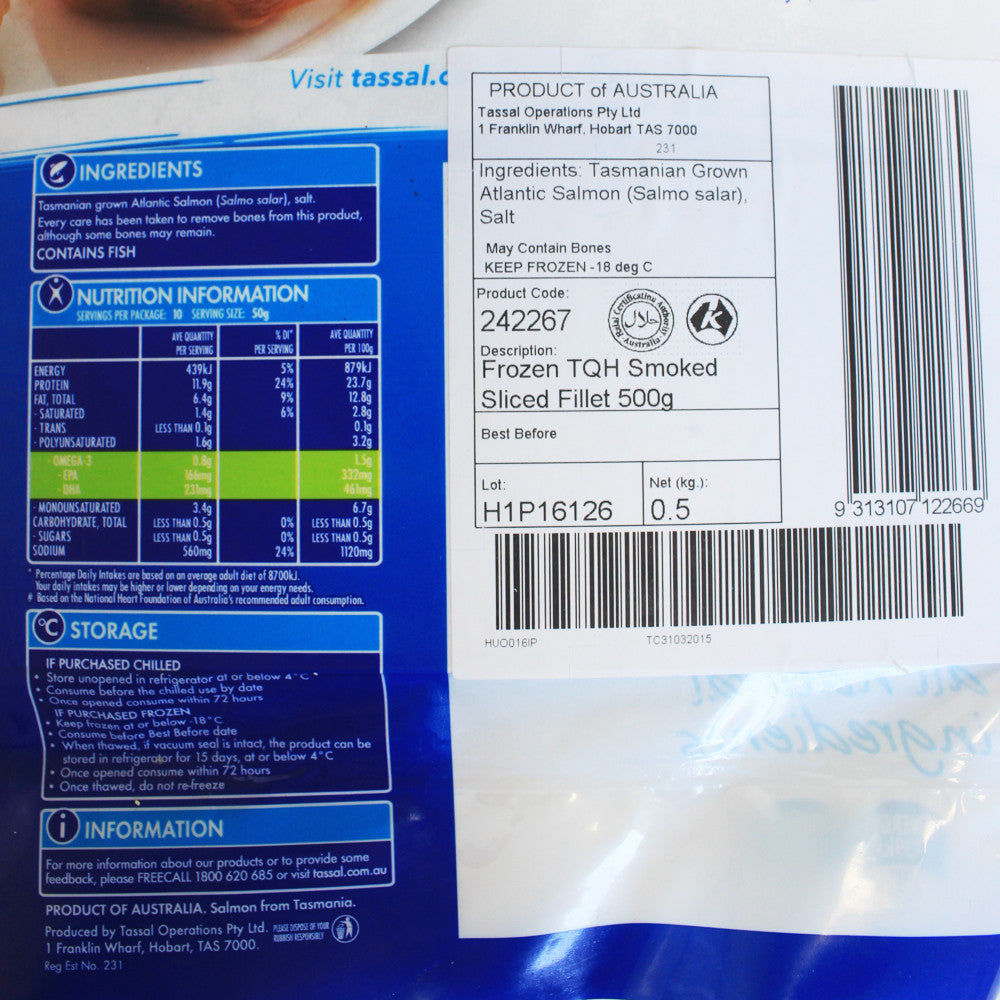 Visit tassal.c
INGREDIENTS
Tasmanian grown Atlantic Salmon (Salmo salar), salt.
Every care has been taken to remove bones from this product,
although some bones may remain.
CONTAINS FISH
NUTRITION INFORMATION
SERVINGS PER PACKAGE: 10 SERVING SIZE: 50g
AVE QUANTITY PER SERVING % DI* PER SERVING AVE QUANTITY PER 100g
ENERGY 439kJ 5% 879kJ
PROTEIN 11.9g 24% 23.7g
FAT, TOTAL 6.4g 9% 12.8g
- SATURATED 1.4g 6% 2.8g
- TRANS LESS THAN 0.1g 0.1g
- POLYUNSATURATED 1.6g 3.2g
- OMEGA-3 0.8g 1.5g
- EPA 166mg 332mg
- DHA 231mg 461mg
- MONOUNSATURATED 3.4g 6.7g
CARBOHYDRATE, TOTAL LESS THAN 0.5g 0% LESS THAN 0.5g
- SUGARS LESS THAN 0.5g 0% LESS THAN 0.5g
SODIUM 560mg 24% 1120mg
* Percentage Daily Intakes are based on an average adult diet of 8700kJ.
Your daily intakes may be higher or lower depending on your energy needs.
# Based on the National Heart Foundation of Australia's recommended adult consumption.
°C STORAGE
IF PURCHASED CHILLED
• Store unopened in refrigerator at or below 4°C
• Consume before the chilled use by date
• Once opened consume within 72 hours
IF PURCHASED FROZEN
• Keep frozen at or below -18°C
• Consume before Best Before date
• When thawed, if vacuum seal is intact, the product can be
stored in refrigerator for 15 days, at or below 4°C
• Once opened consume within 72 hours
• Once thawed, do not re-freeze
i INFORMATION
For more information about our products or to provide some
feedback, please FREECALL 1800 620 685 or visit tassal.com.au
PRODUCT OF AUSTRALIA. Salmon from Tasmania.
Produced by Tassal Operations Pty Ltd.
1 Franklin Wharf, Hobart, TAS 7000.
Reg Est No. 231
PLEASE DISPOSE OF YOUR
RUBBISH RESPONSIBLY
PRODUCT of AUSTRALIA
Tassal Operations Pty Ltd
1 Franklin Wharf, Hobart TAS 7000
231
Ingredients: Tasmanian Grown
Atlantic Salmon (Salmo salar),
Salt
May Contain Bones
KEEP FROZEN -18 deg C
Product Code:
242267
Halal Certification Authority
حلال
Australia
K
Description:
Frozen TQH Smoked
Sliced Fillet 500g
Best Before
Lot: Net (kg.):
H1P16126 0.5
9 313107 122669
HUO016IP TC31032015
ingredients